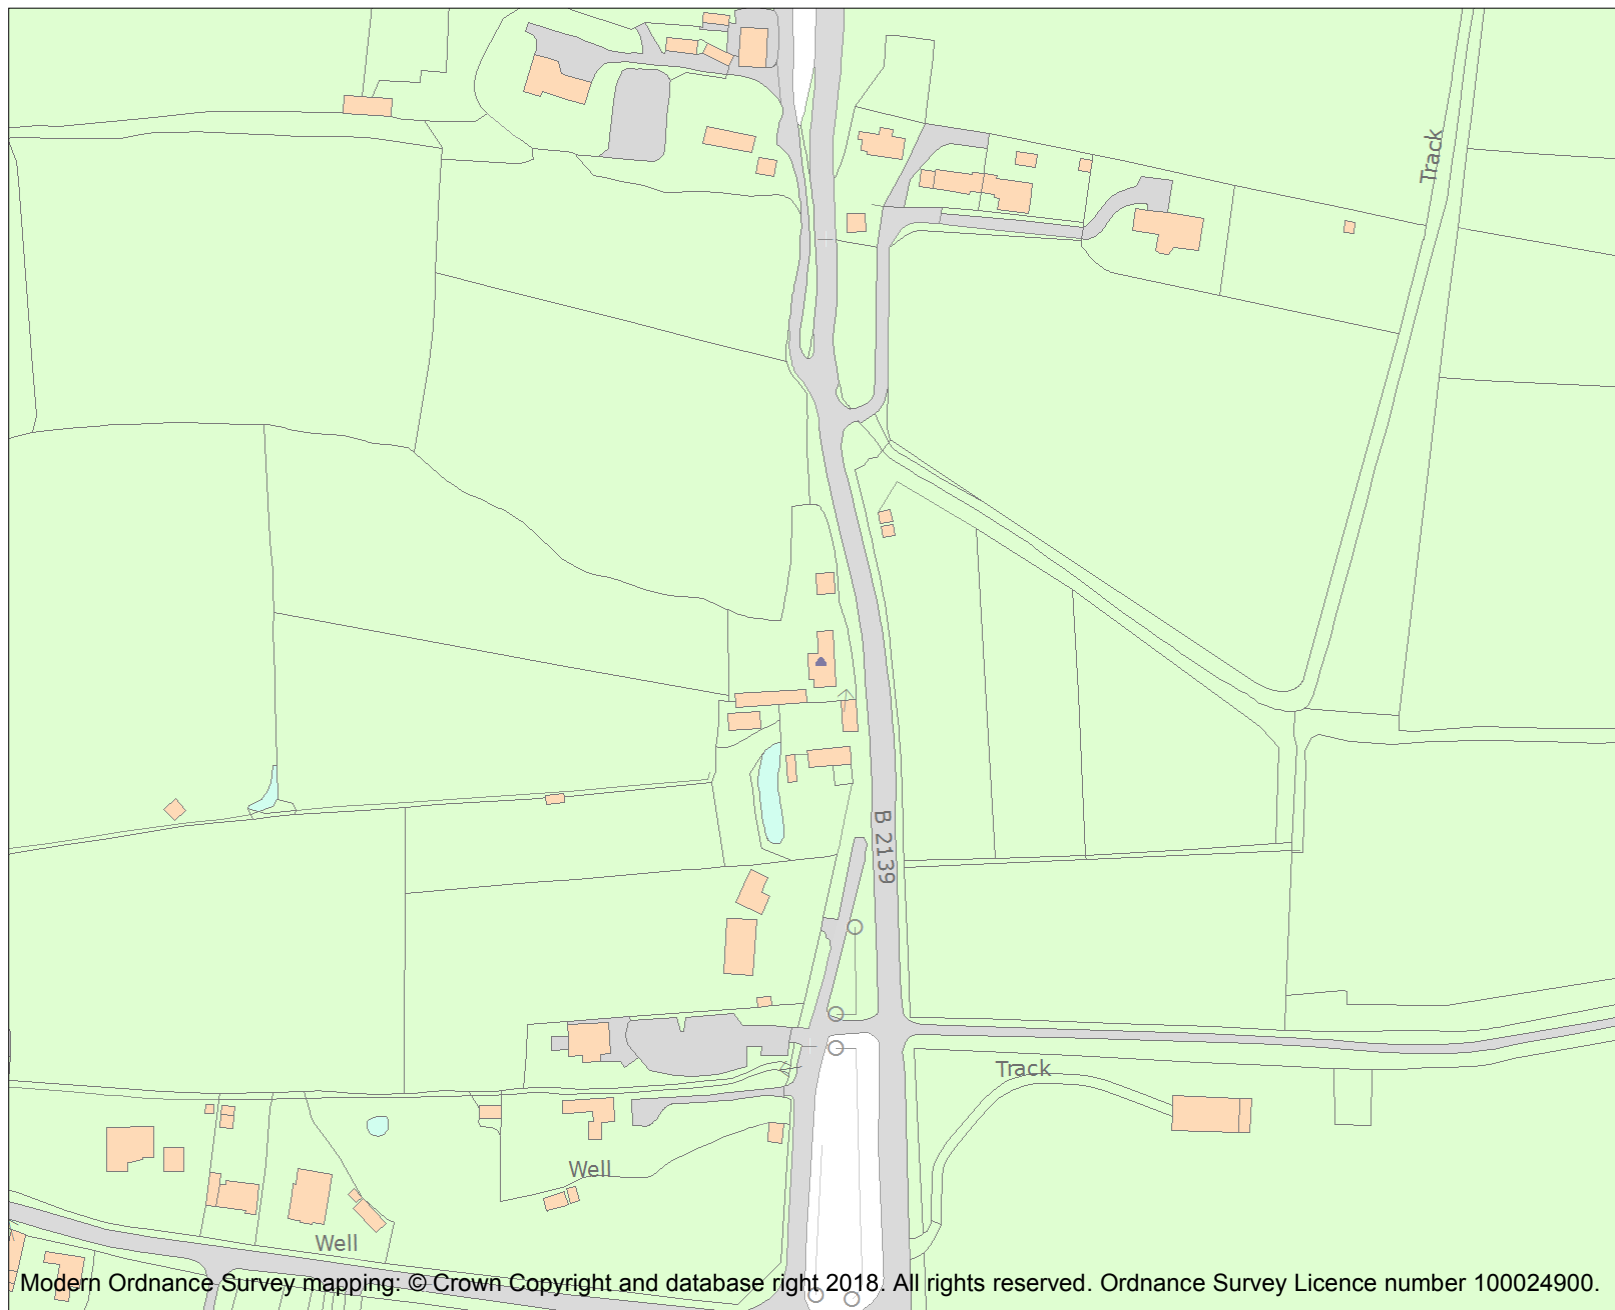 Track
B 2139
Track
Well
Well
Modern Ordnance Survey mapping: © Crown Copyright and database right 2018. All rights reserved. Ordnance Survey Licence number 100024900.